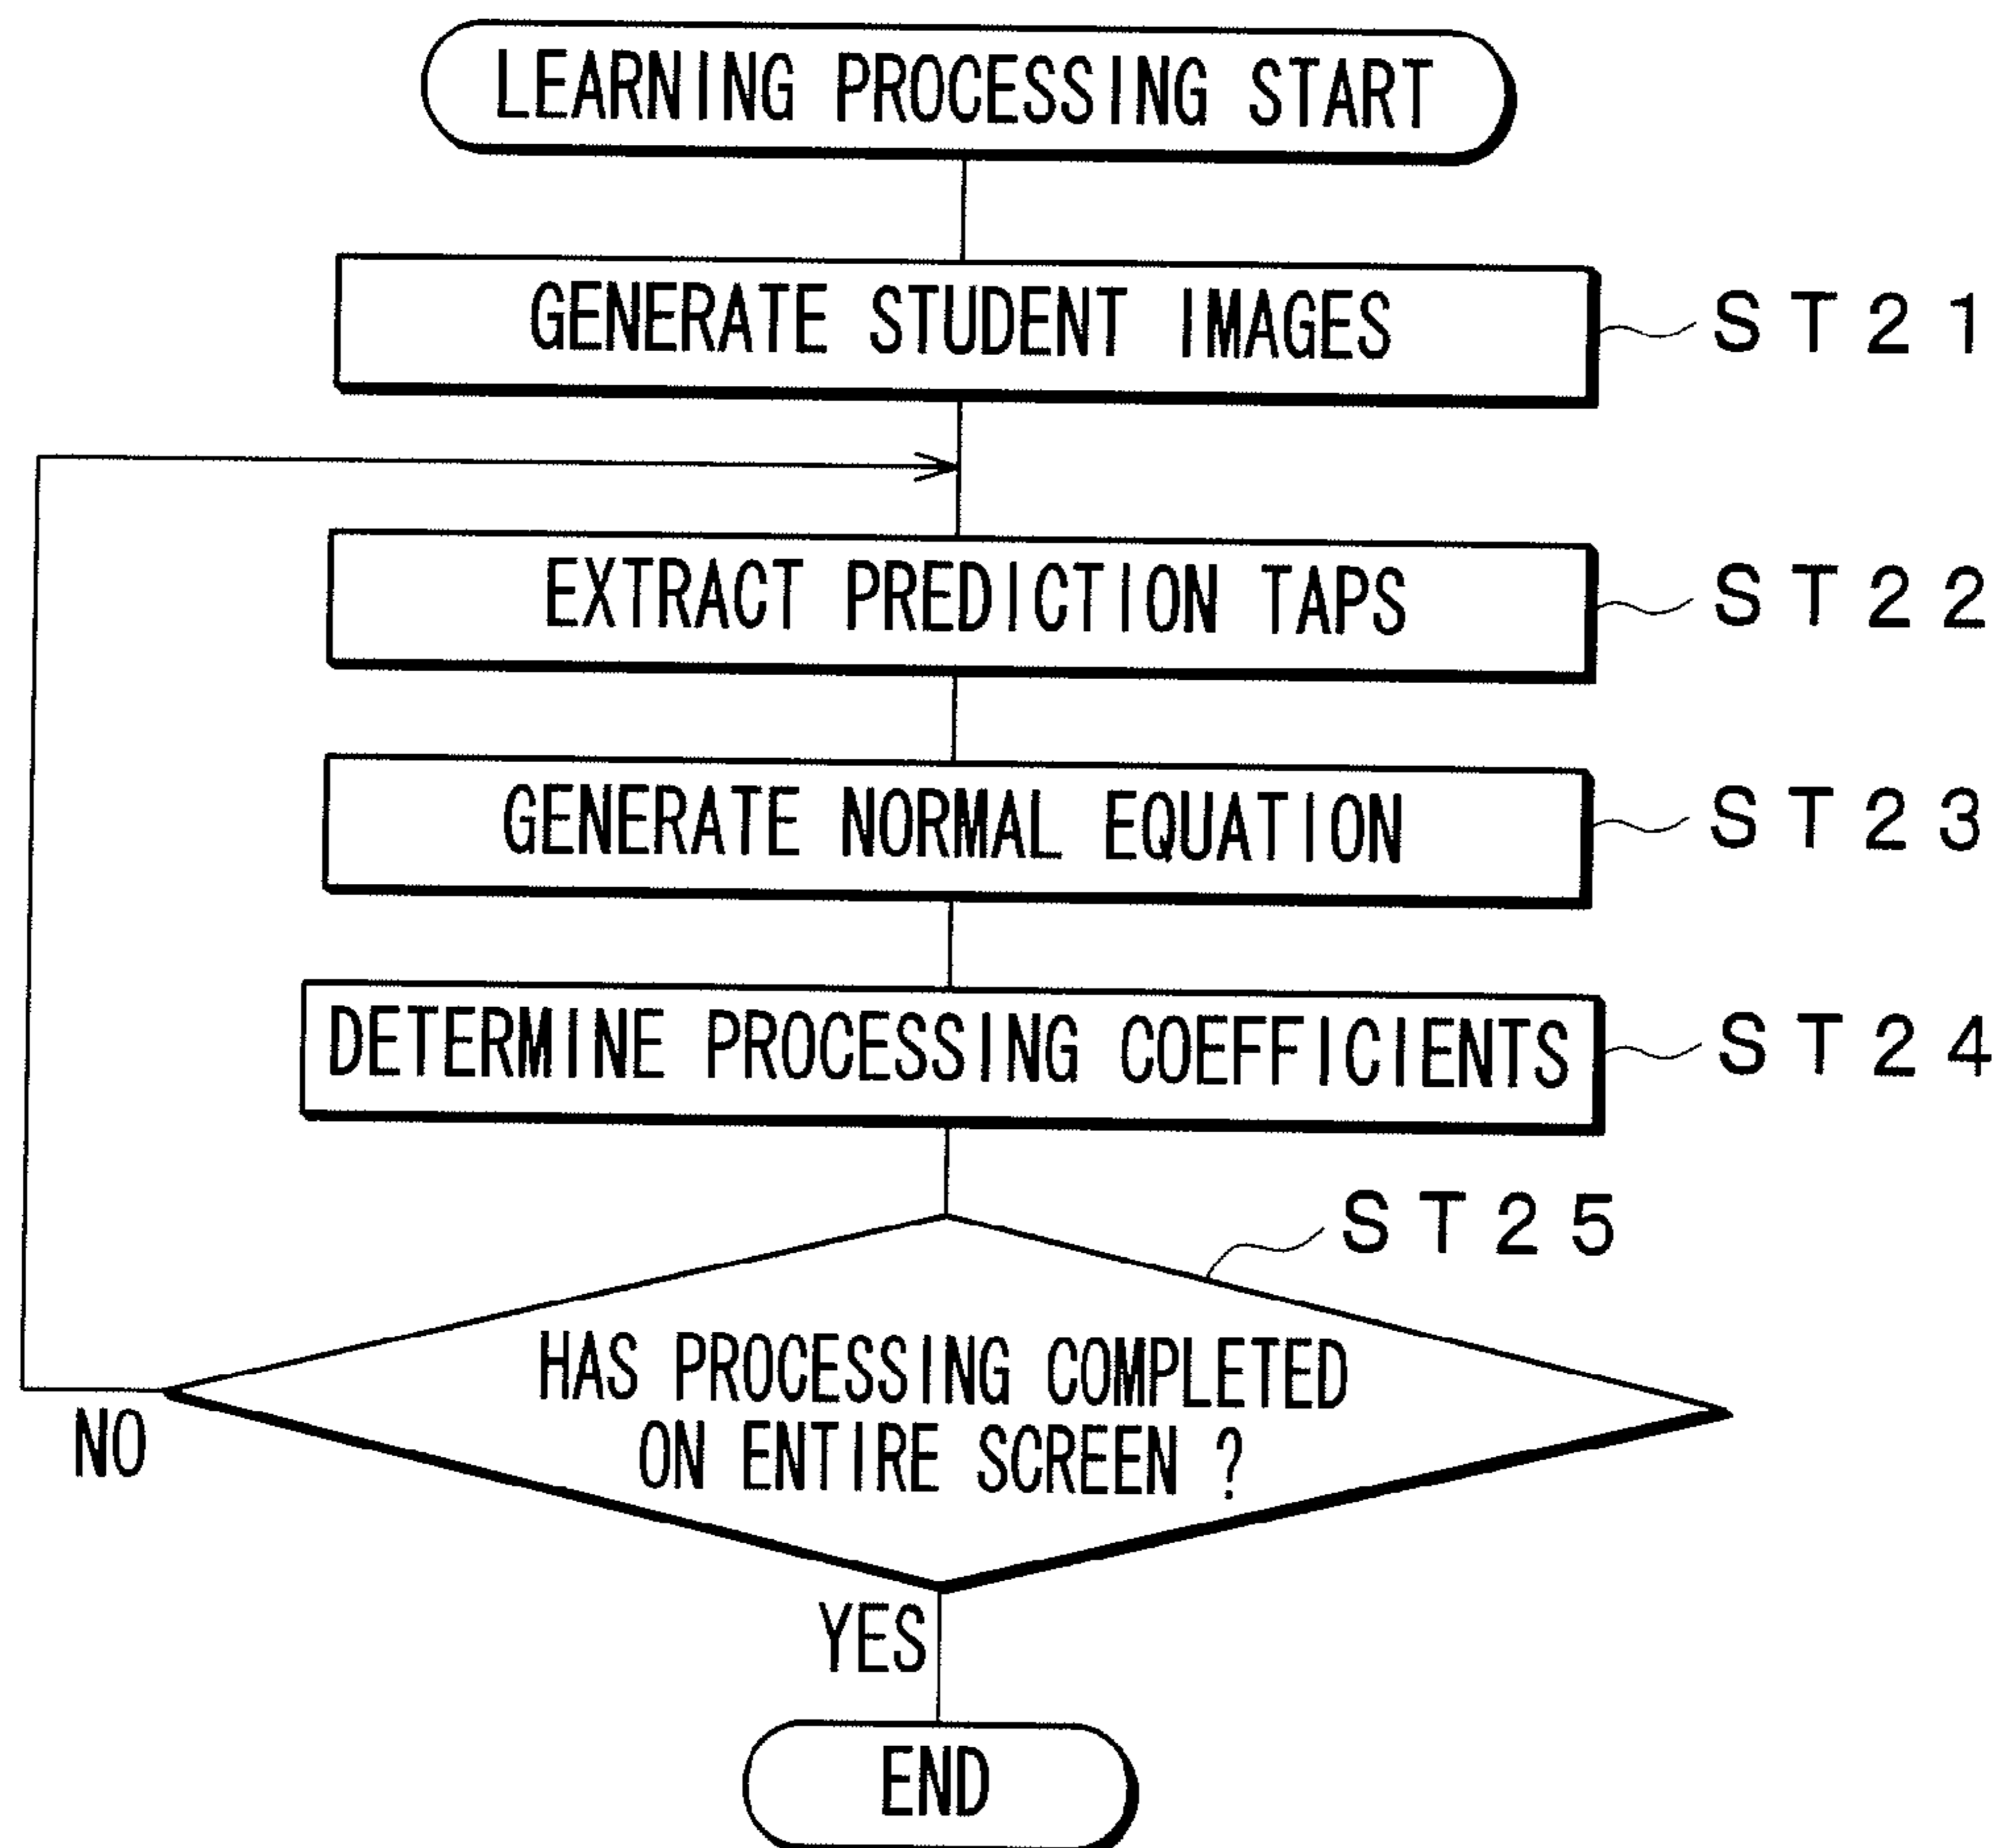 LEARNING PROCESSING START
GENERATE STUDENT IMAGES
ST21
EXTRACT PREDICTION TAPS
ST22
GENERATE NORMAL EQUATION
ST23
DETERMINE PROCESSING COEFFICIENTS
ST24
ST25
HAS PROCESSING COMPLETED
ON ENTIRE SCREEN ?
NO
YES
END